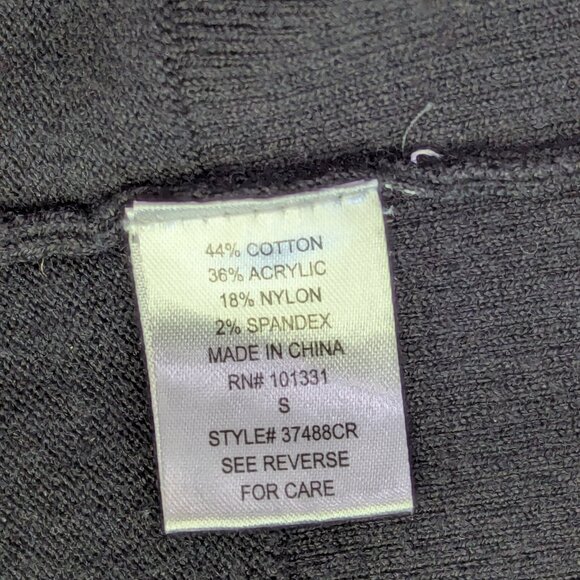 44% COTTON
36% ACRYLIC
18% NYLON
2% SPANDEX
MADE IN CHINA
RN# 101331
S
STYLE# 37488CR
SEE REVERSE
FOR CARE